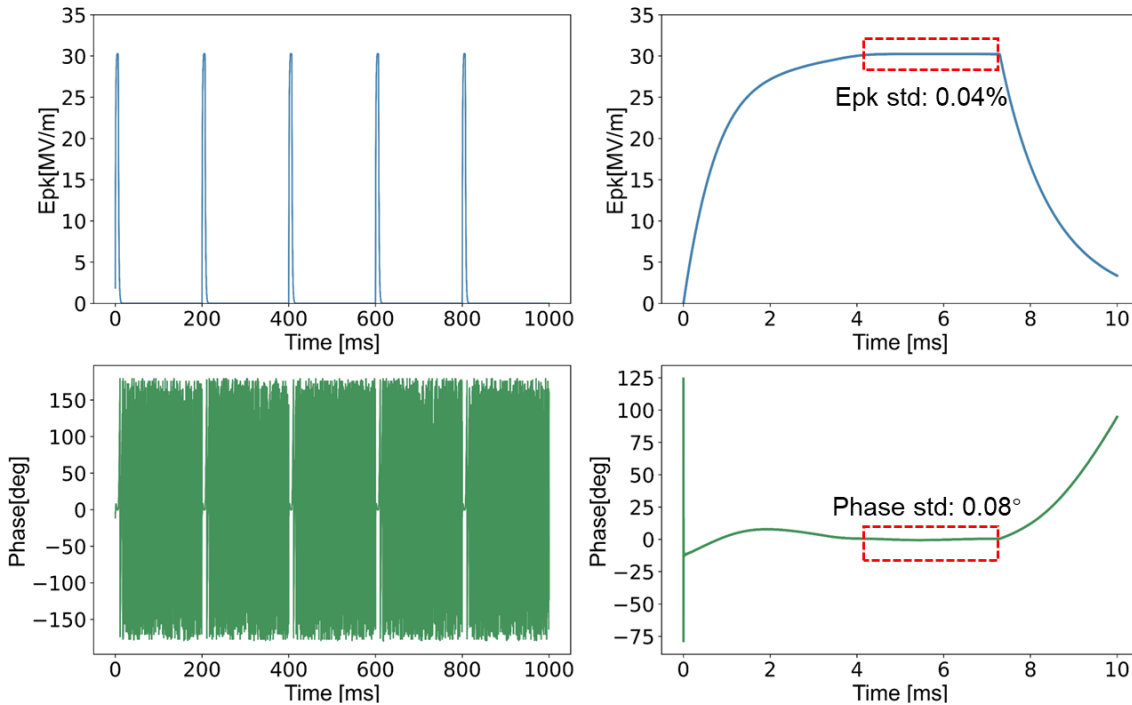 35
30
25
20
15
10
5
0
Epk[MV/m]
0 200 400 600 800 1000
Time [ms]
35
30
25
20
15
10
5
0
Epk[MV/m]
Epk std: 0.04%
0 2 4 6 8 10
Time [ms]
150
100
50
0
−50
−100
−150
Phase[deg]
0 200 400 600 800 1000
Time [ms]
125
100
75
50
25
0
−25
−50
−75
Phase[deg]
Phase std: 0.08°
0 2 4 6 8 10
Time [ms]